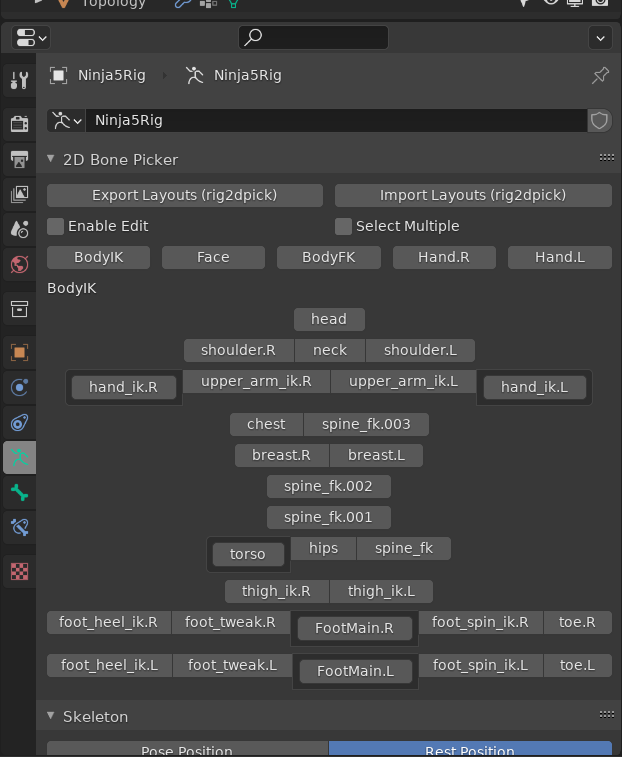 Topology
Ninja5Rig Ninja5Rig
Ninja5Rig
2D Bone Picker
Export Layouts (rig2dpick) Import Layouts (rig2dpick)
Enable Edit Select Multiple
BodyIK Face BodyFK Hand.R Hand.L
BodyIK
head
shoulder.R neck shoulder.L
hand_ik.R upper_arm_ik.R upper_arm_ik.L hand_ik.L
chest spine_fk.003
breast.R breast.L
spine_fk.002
spine_fk.001
torso hips spine_fk
thigh_ik.R thigh_ik.L
foot_heel_ik.R foot_tweak.R FootMain.R foot_spin_ik.R toe.R
foot_heel_ik.L foot_tweak.L FootMain.L foot_spin_ik.L toe.L
Skeleton
Pose Position Rest Position